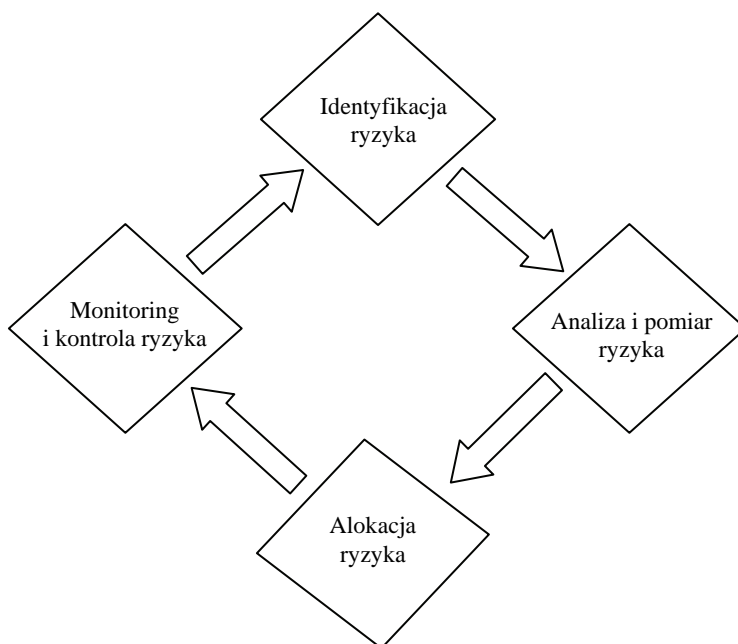 Identyfikacja
ryzyka
Monitoring
i kontrola ryzyka
Analiza i pomiar
ryzyka
Alokacja
ryzyka